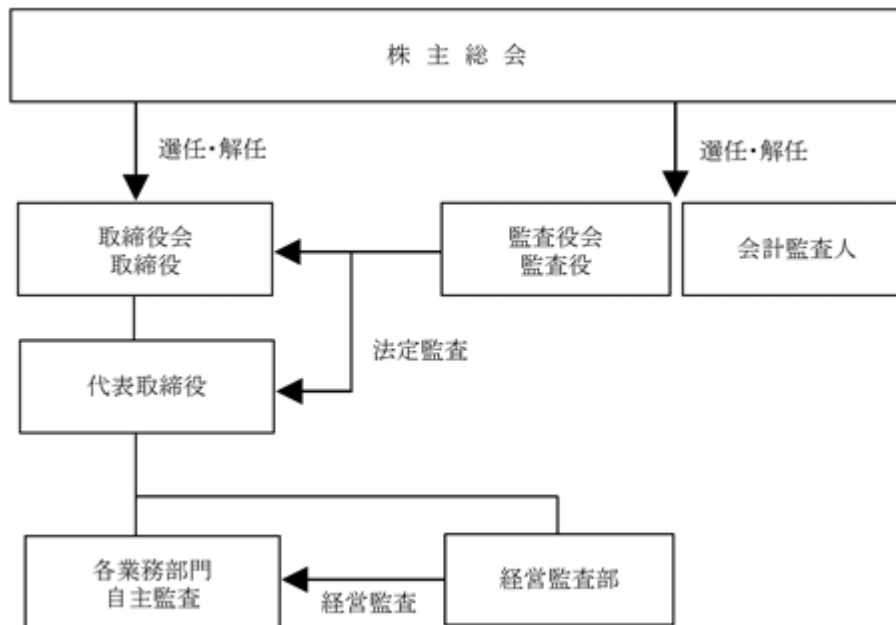 株主総会
選任・解任
選任・解任
取締役会
取締役
監査役会
監査役
会計監査人
法定監査
代表取締役
各業務部門
自主監査
経営監査
経営監査部